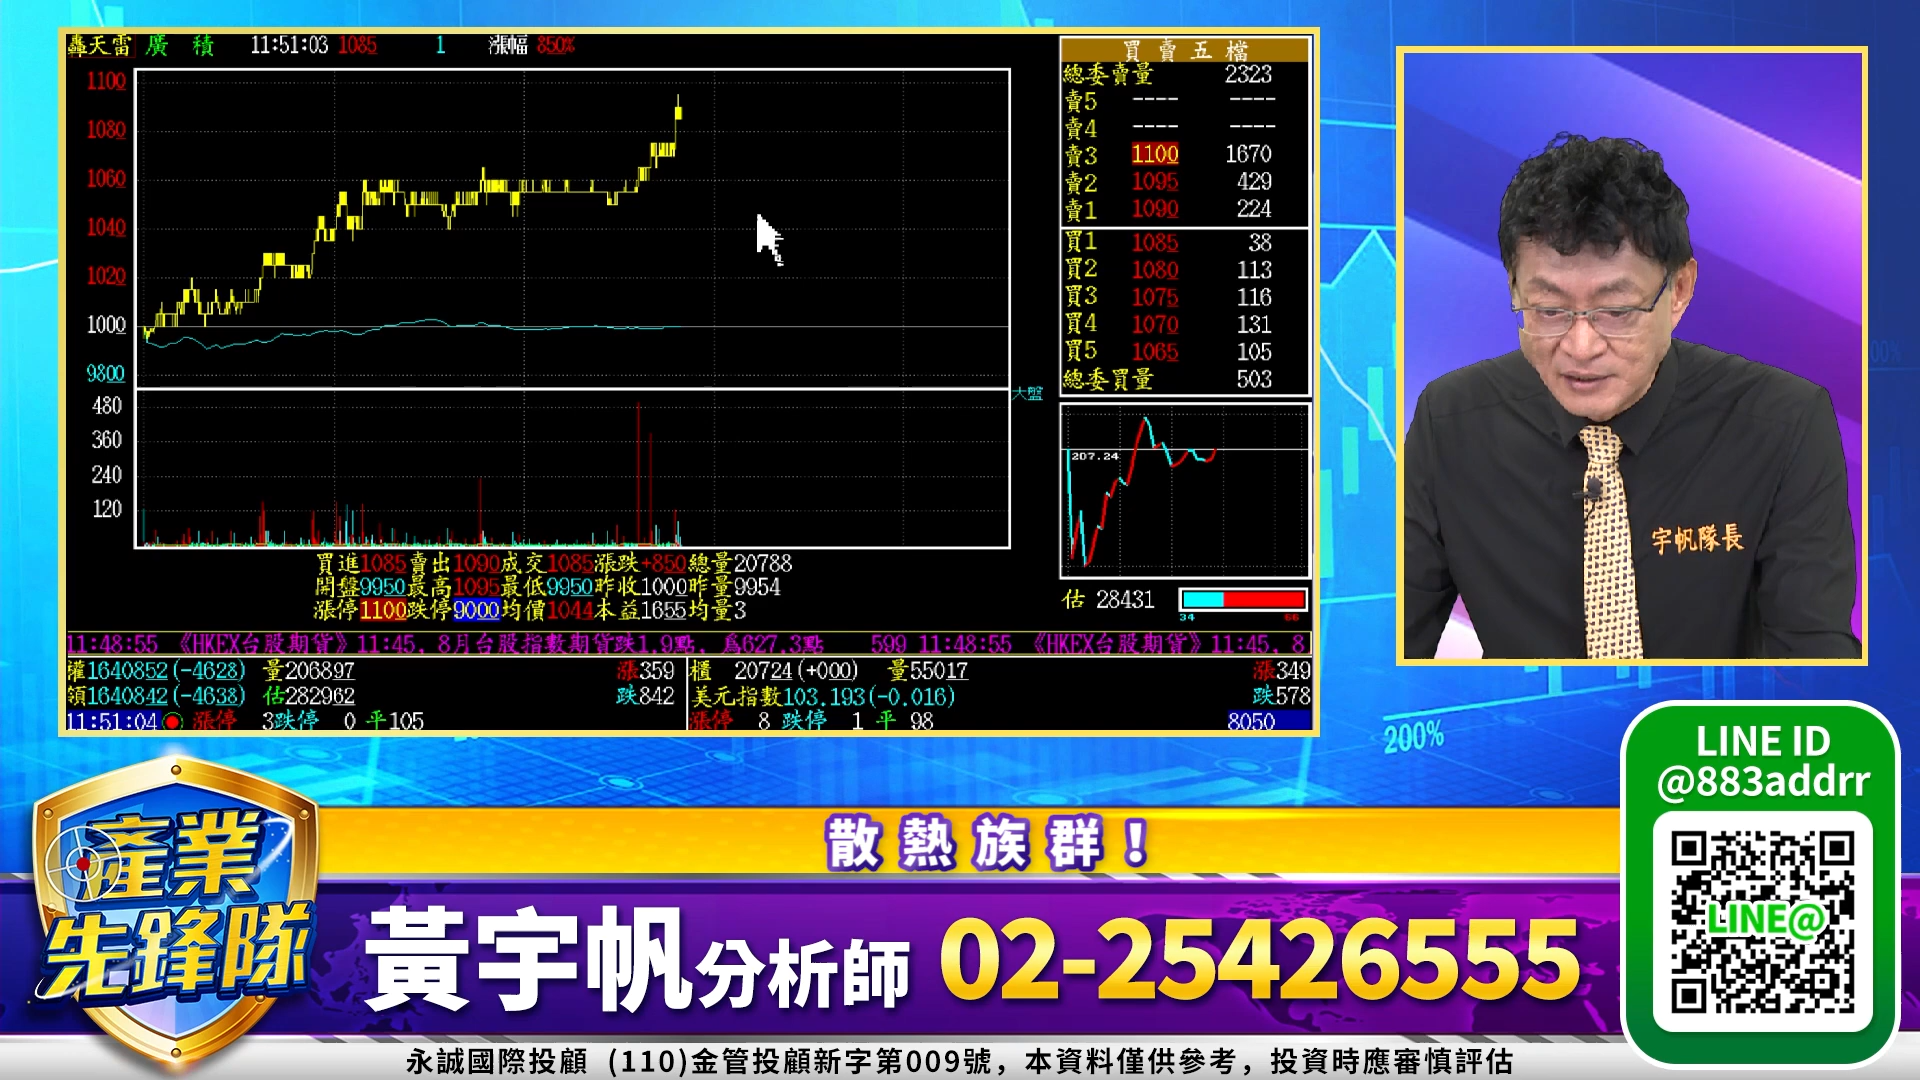 轟天雷 廣 積 11:51:03 1085 1 漲幅 850%
1100
1080
1060
1040
1020
1000
9800
480
360
240
120
大盤
買賣五檔
總委賣量 2323
賣5 ---- ----
賣4 ---- ----
賣3 1100 1670
賣2 1095 429
賣1 1090 224
買1 1085 38
買2 1080 113
買3 1075 116
買4 1070 131
買5 1065 105
總委買量 503
207.24
估 28431
34 66
買進1085賣出1090成交1085漲跌+850總量20788
開盤9950最高1095最低9950昨收1000昨量9954
漲停1100跌停9000均價1044本益1655均量3
11:48:55 《HKEX台股期貨》11:45, 8月台股指數期貨跌1.9點, 為627.3點 599 11:48:55 《HKEX台股期貨》11:45, 8
權1640852(-4628) 量206897 漲359
領1640842(-4638) 估282962 跌842
11:51:04 漲停 3跌停 0 平105
櫃 20724(+000) 量55017 漲349
美元指數103.193(-0.016) 跌578
漲停 8 跌停 1 平 98 8050
宇帆隊長
200%
LINE ID
@883addrr
LINE@
產業
先鋒隊
散熱族群！
黃宇帆分析師 02-25426555
永誠國際投顧 (110)金管投顧新字第009號，本資料僅供參考，投資時應審慎評估